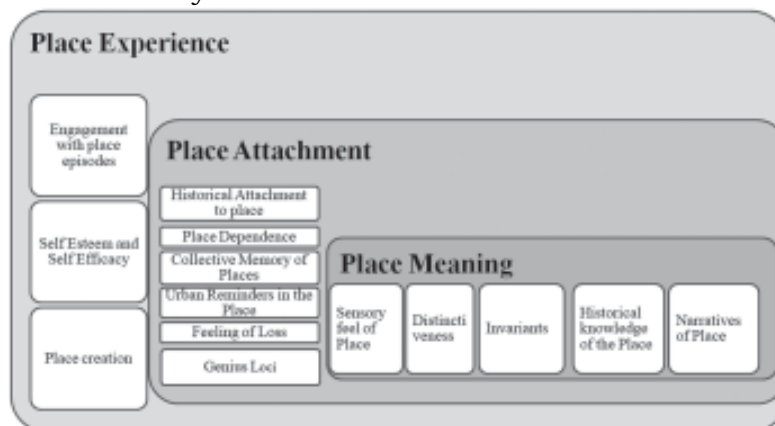 Place Experience
Engagement
with place
episodes
Self Esteem and
Self Efficacy
Place creation
Place Attachment
Historical Attachment
to place
Place Dependence
Collective Memory of
Places
Urban Reminders in the
Place
Feeling of Loss
Genius Loci
Place Meaning
Sensory
feel of
Place
Distincti
veness
Invariants
Historical
knowledge
of the Place
Narratives
of Place